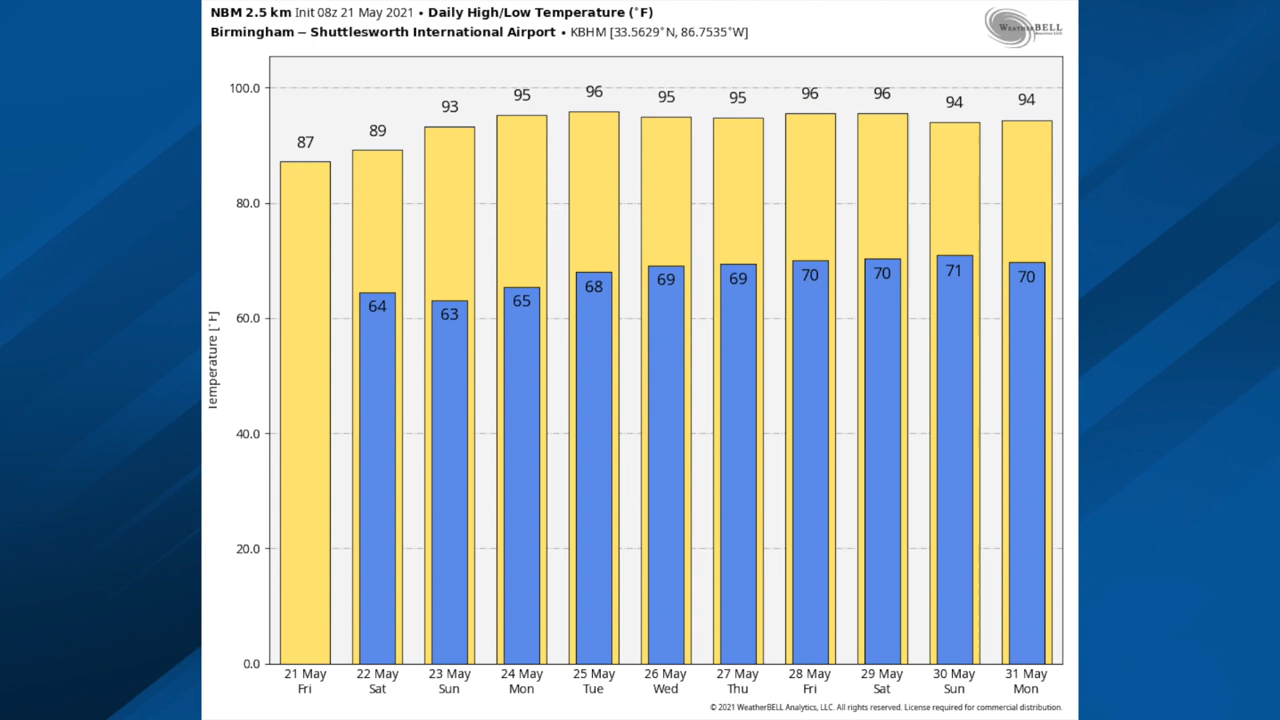 NBM 2.5 km Init 08z 21 May 2021 • Daily High/Low Temperature (°F)
Birmingham – Shuttlesworth International Airport • KBHM [33.5629°N, 86.7535°W]
WEATHERBELL
Analytics LLC
100.0
80.0
60.0
40.0
20.0
0.0
Temperature [°F]
87
89
93
95
96
95
95
96
96
94
94
64
63
65
68
69
69
70
70
71
70
21 May
Fri
22 May
Sat
23 May
Sun
24 May
Mon
25 May
Tue
26 May
Wed
27 May
Thu
28 May
Fri
29 May
Sat
30 May
Sun
31 May
Mon
© 2021 WeatherBELL Analytics, LLC. All rights reserved. License required for commercial distribution.